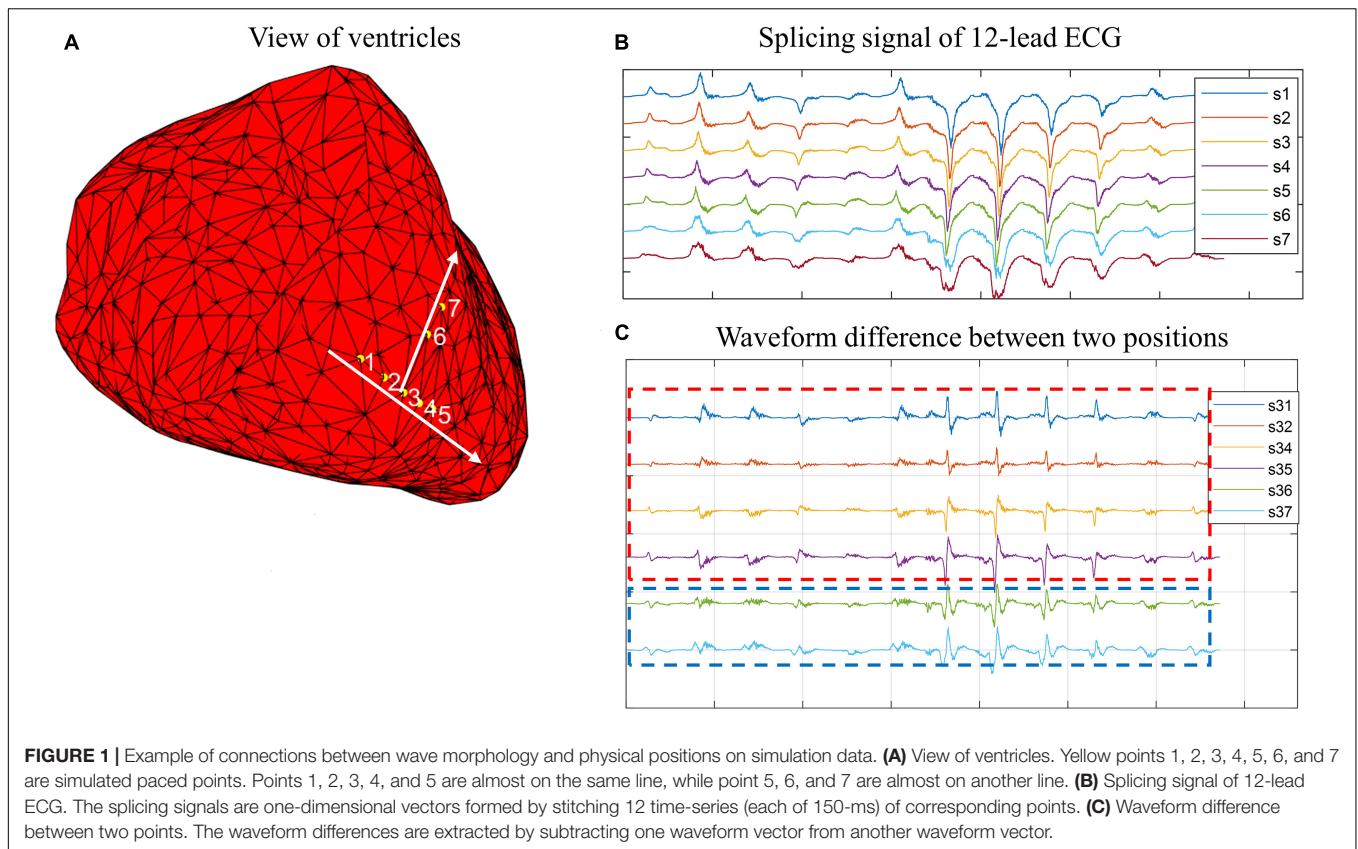 A
View of ventricles
1
2
3
4
5
6
7
B
Splicing signal of 12-lead ECG
s1
s2
s3
s4
s5
s6
s7
C
Waveform difference between two positions
s31
s32
s34
s35
s36
s37
FIGURE 1 | Example of connections between wave morphology and physical positions on simulation data. (A) View of ventricles. Yellow points 1, 2, 3, 4, 5, 6, and 7
are simulated paced points. Points 1, 2, 3, 4, and 5 are almost on the same line, while point 5, 6, and 7 are almost on another line. (B) Splicing signal of 12-lead
ECG. The splicing signals are one-dimensional vectors formed by stitching 12 time-series (each of 150-ms) of corresponding points. (C) Waveform difference
between two points. The waveform differences are extracted by subtracting one waveform vector from another waveform vector.